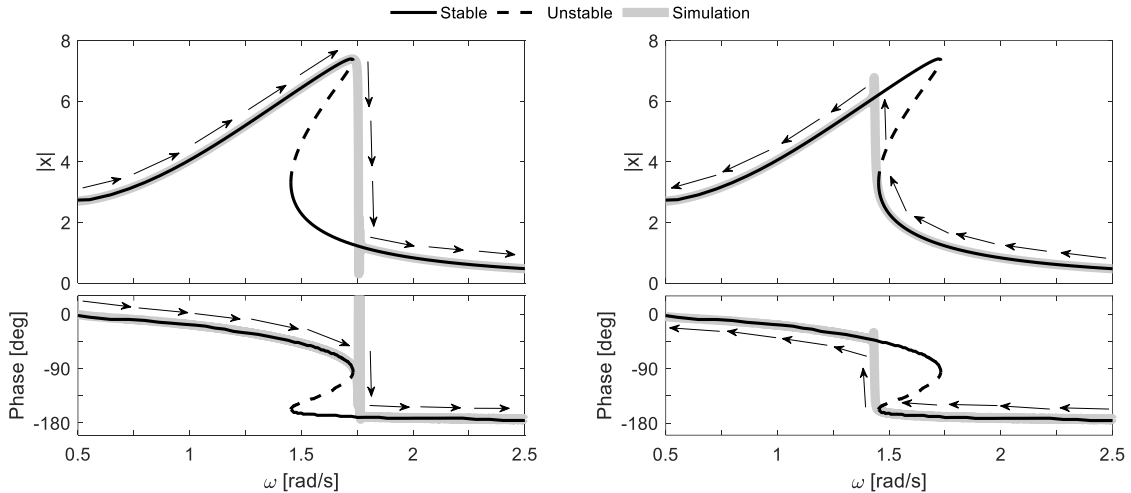 Stable Unstable Simulation
8
6
4
2
0
|x|
0
-90
-180
Phase [deg]
0.5 1 1.5 2 2.5
ω [rad/s]
8
6
4
2
0
|x|
0
-90
-180
Phase [deg]
0.5 1 1.5 2 2.5
ω [rad/s]